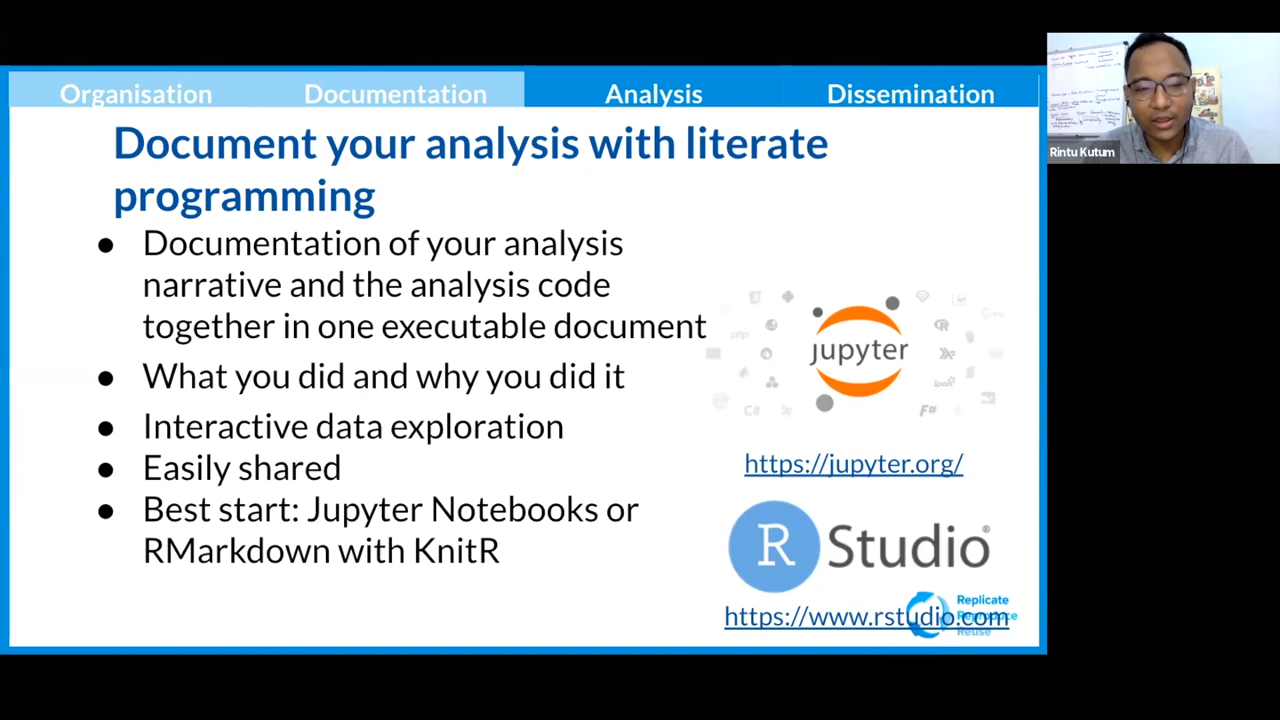 Organisation Documentation Analysis Dissemination
Document your analysis with literate
programming
● Documentation of your analysis
narrative and the analysis code
together in one executable document
● What you did and why you did it
● Interactive data exploration
● Easily shared
● Best start: Jupyter Notebooks or
RMarkdown with KnitR
php
C++
R
jupyter
Spark
C#
F#
https://jupyter.org/
R Studio®
https://www.rstudio.com
Replicate
Reproduce
Reuse
Rintu Kutum